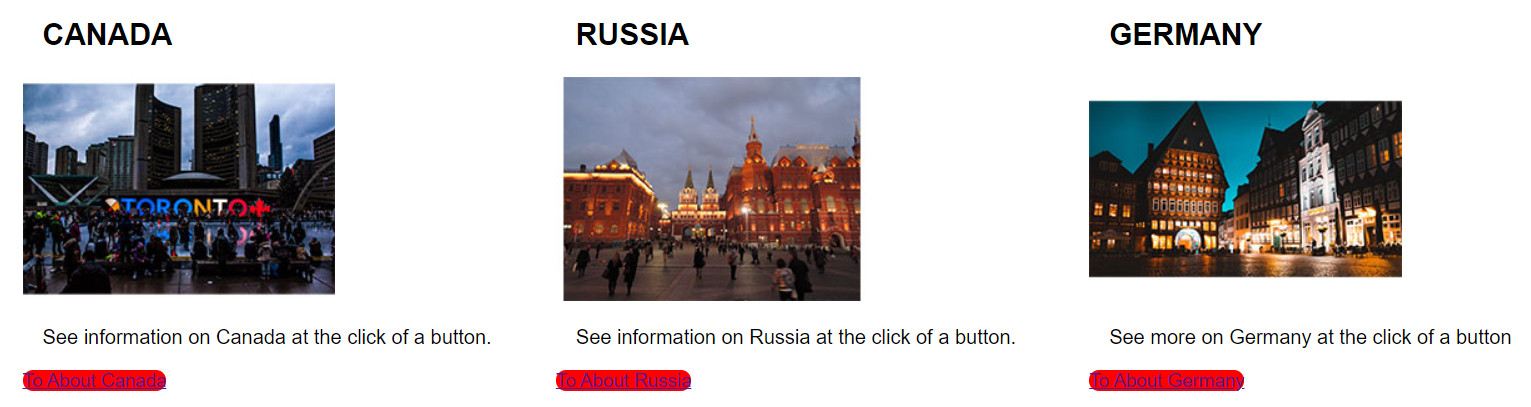 CANADA
RUSSIA
GERMANY
TORONTO
See information on Canada at the click of a button.
See information on Russia at the click of a button.
See more on Germany at the click of a button
To About Canada
To About Russia
To About Germany